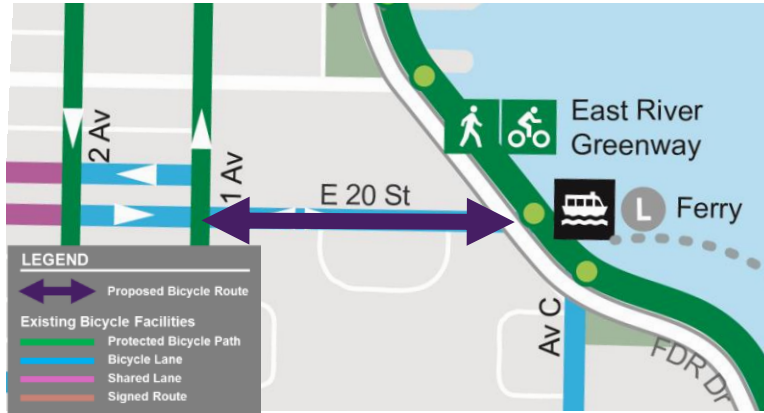 East River
Greenway
2 Av
1 Av
E 20 St
L
Ferry
LEGEND
Proposed Bicycle Route
Existing Bicycle Facilities
Protected Bicycle Path
Bicycle Lane
Shared Lane
Signed Route
Av C
FDR Dr